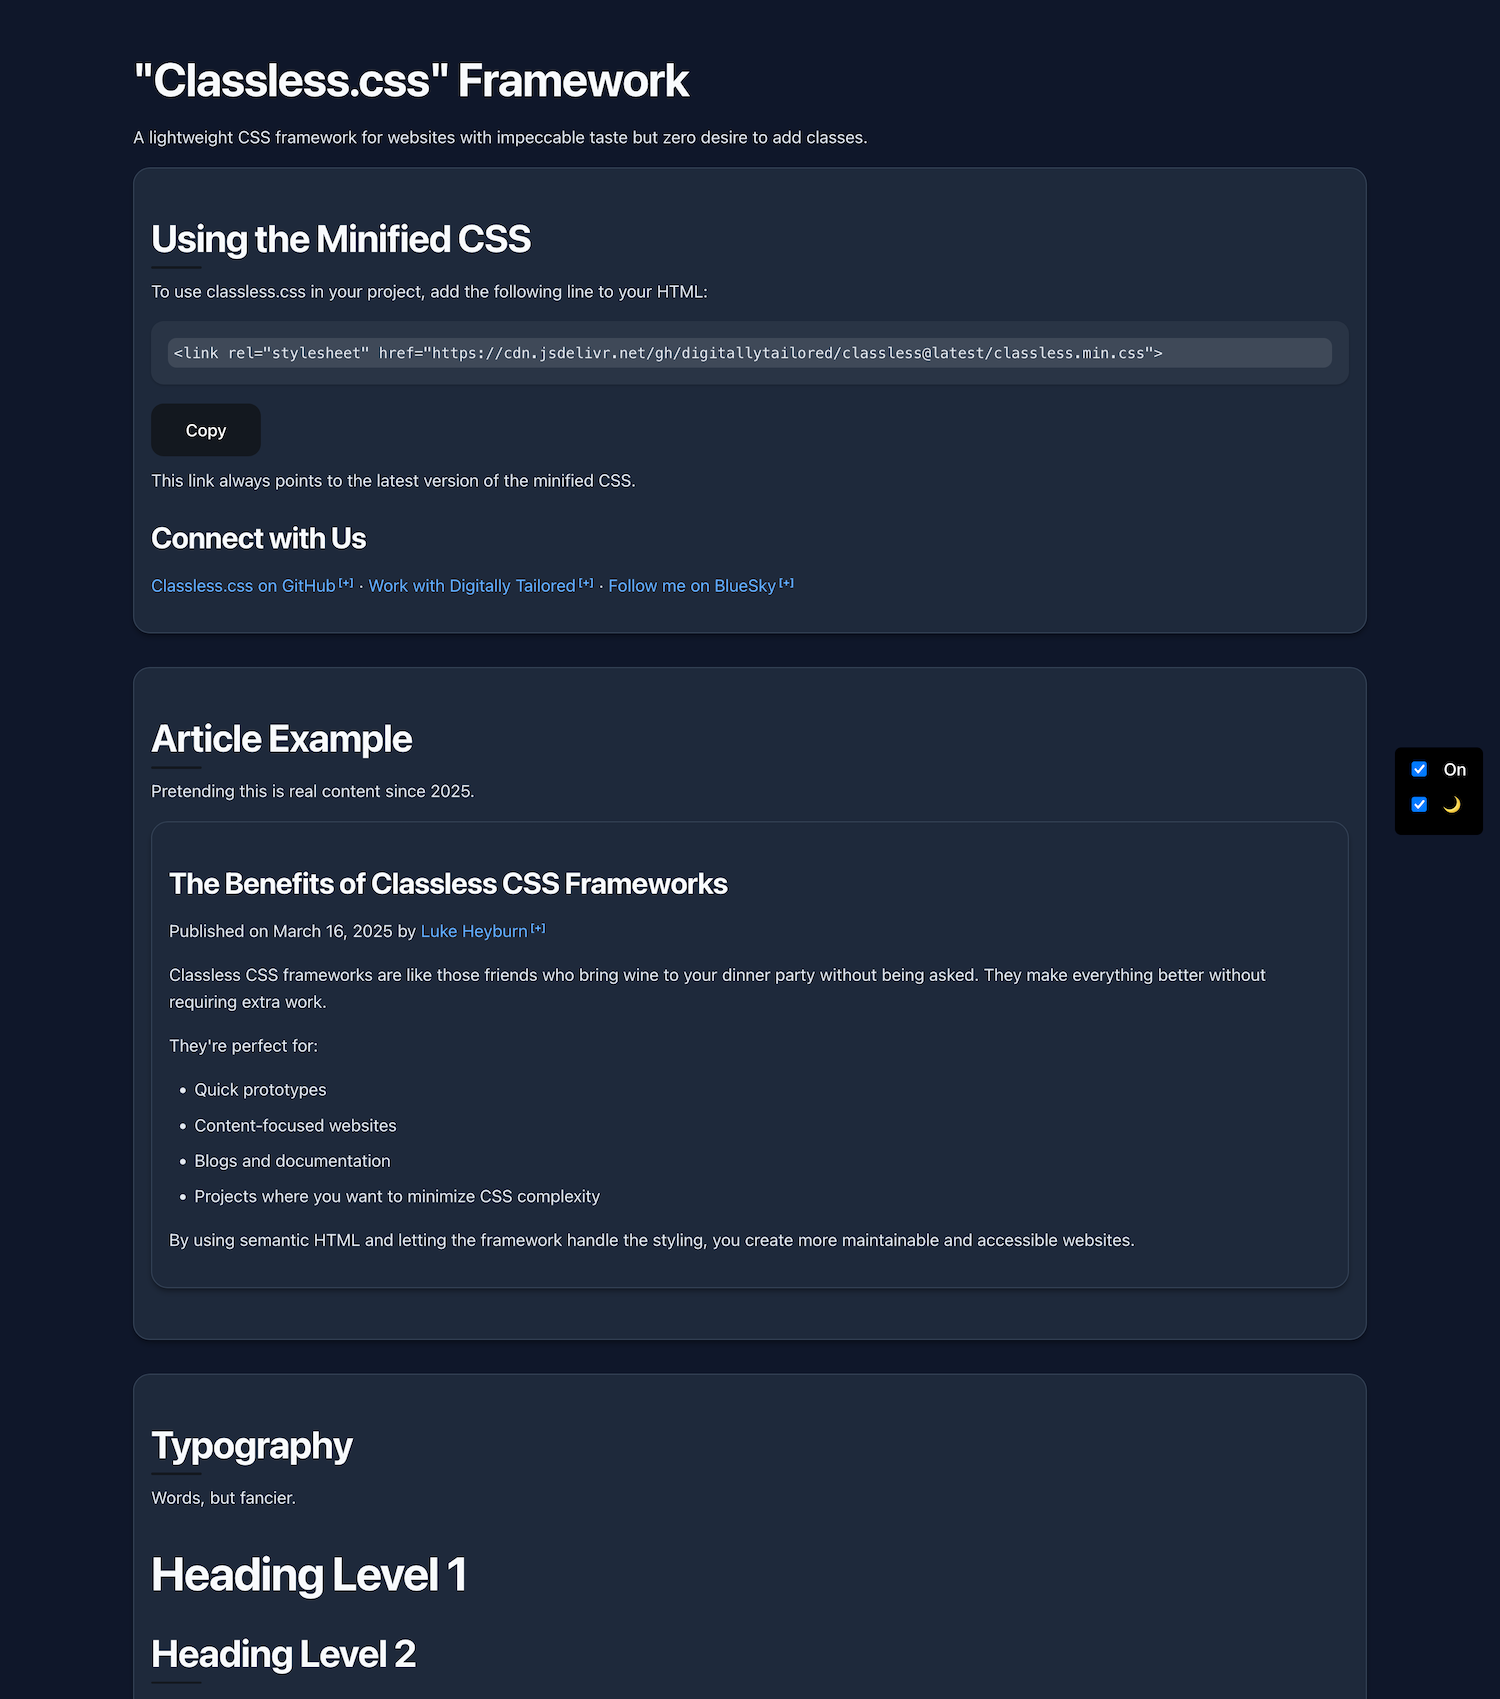 "Classless.css" Framework
A lightweight CSS framework for websites with impeccable taste but zero desire to add classes.
Using the Minified CSS
To use classless.css in your project, add the following line to your HTML:
<link rel="stylesheet" href="https://cdn.jsdelivr.net/gh/digitallytailored/classless@latest/classless.min.css">
Copy
This link always points to the latest version of the minified CSS.
Connect with Us
Classless.css on GitHub[+] · Work with Digitally Tailored[+] · Follow me on BlueSky[+]
Article Example
Pretending this is real content since 2025.
On
The Benefits of Classless CSS Frameworks
Published on March 16, 2025 by Luke Heyburn[+]
Classless CSS frameworks are like those friends who bring wine to your dinner party without being asked. They make everything better without
requiring extra work.
They're perfect for:
• Quick prototypes
• Content-focused websites
• Blogs and documentation
• Projects where you want to minimize CSS complexity
By using semantic HTML and letting the framework handle the styling, you create more maintainable and accessible websites.
Typography
Words, but fancier.
Heading Level 1
Heading Level 2